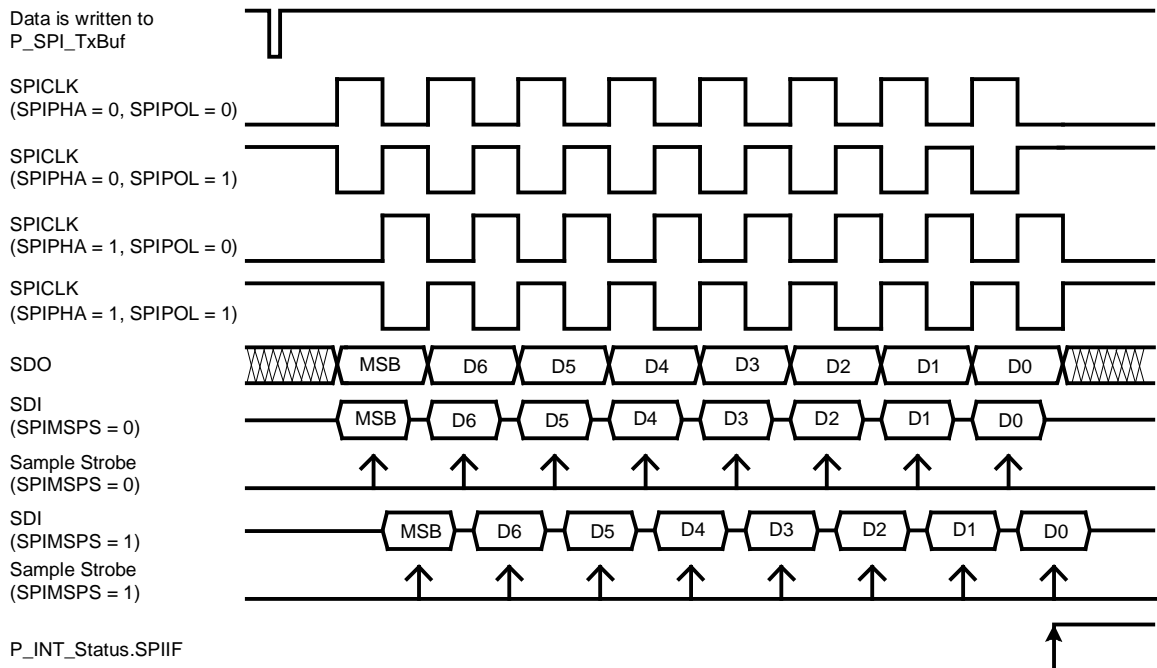 Data is written to
P_SPI_TxBuf
SPICLK
(SPIPHA = 0, SPIPOL = 0)
SPICLK
(SPIPHA = 0, SPIPOL = 1)
SPICLK
(SPIPHA = 1, SPIPOL = 0)
SPICLK
(SPIPHA = 1, SPIPOL = 1)
SDO MSB D6 D5 D4 D3 D2 D1 D0
SDI
(SPIMSPS = 0) MSB D6 D5 D4 D3 D2 D1 D0
Sample Strobe
(SPIMSPS = 0)
SDI
(SPIMSPS = 1) MSB D6 D5 D4 D3 D2 D1 D0
Sample Strobe
(SPIMSPS = 1)
P_INT_Status.SPIIF